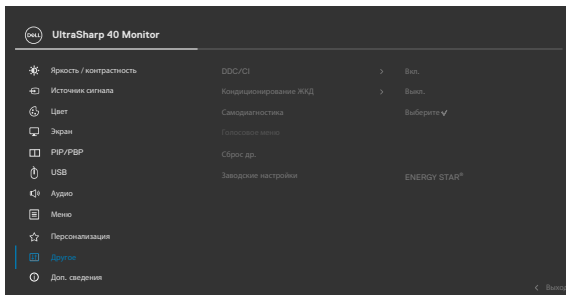 DELL UltraSharp 40 Monitor
Яркость / контрастность DDC/CI > Вкл.
Источник сигнала Кондиционирование ЖКД > Выкл.
Цвет Самодиагностика Выберите ✓
Экран Голосовое меню
PIP/PBP Сброс др.
USB Заводские настройки ENERGY STAR®
Аудио
Меню
Персонализация
Другое
Доп. сведения
< Выход